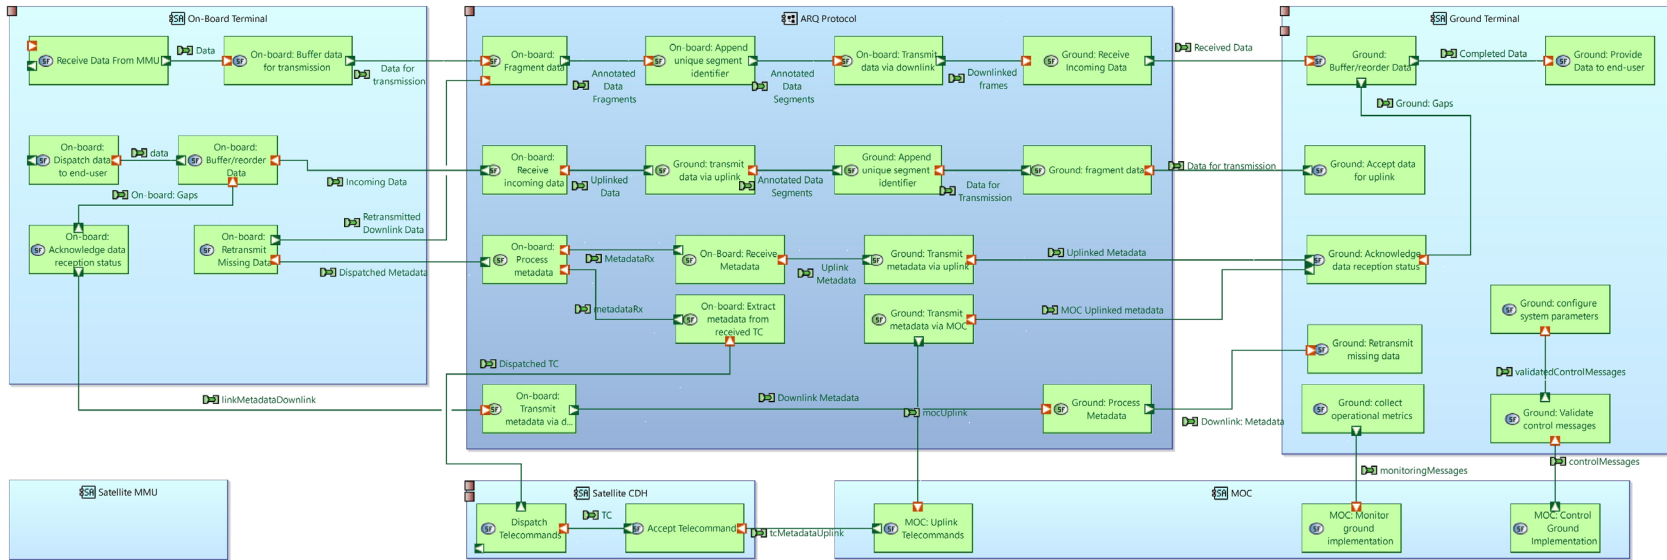 On-Board Terminal
ARQ Protocol
Ground Terminal
Receive Data From MMU
Data
On-board: Buffer data
for transmission
Data for
transmission
On-board:
Fragment data
Annotated
Data
Fragments
On-board: Append
unique segment
identifier
Annotated
Data
Segments
On-board: Transmit
data via downlink
Downlinked
frames
Ground: Receive
Incoming Data
Received Data
Ground:
Buffer/reorder Data
Completed Data
Ground: Provide
Data to end-user
Ground: Gaps
On-board:
Dispatch data
to end-user
data
On-board:
Buffer/reorder
Data
Incoming Data
On-board: Gaps
On-board:
Receive
incoming data
Uplinked
Data
Ground: transmit
data via uplink
Annotated Data
Segments
Ground: Append
unique segment
identifier
Data for
Transmission
Ground: fragment data
Data for transmission
Ground: Accept data
for uplink
Retransmitted
Downlink Data
On-board:
Acknowledge data
reception status
On-board:
Retransmit
Missing Data
Dispatched Metadata
On-board:
Process
metadata
MetadataRx
On-Board: Receive
Metadata
Uplink
Metadata
Ground: Transmit
metadata via uplink
Uplinked Metadata
Ground: Acknowledge
data reception status
metadataRx
On-board: Extract
metadata from
received TC
Ground: Transmit
metadata via MOC
MOC Uplinked metadata
Ground: configure
system parameters
Ground: Retransmit
missing data
Dispatched TC
validatedControlMessages
linkMetadataDownlink
On-board:
Transmit
metadata via d...
Downlink Metadata
mocUplink
Ground: Process
Metadata
Downlink: Metadata
Ground: collect
operational metrics
Ground: Validate
control messages
monitoringMessages
controlMessages
Satellite MMU
Satellite CDH
MOC
Dispatch
Telecommands
TC
Accept Telecommand
tcMetadataUplink
MOC: Uplink
Telecommands
MOC: Monitor
ground
implementation
MOC: Control
Ground
Implementation